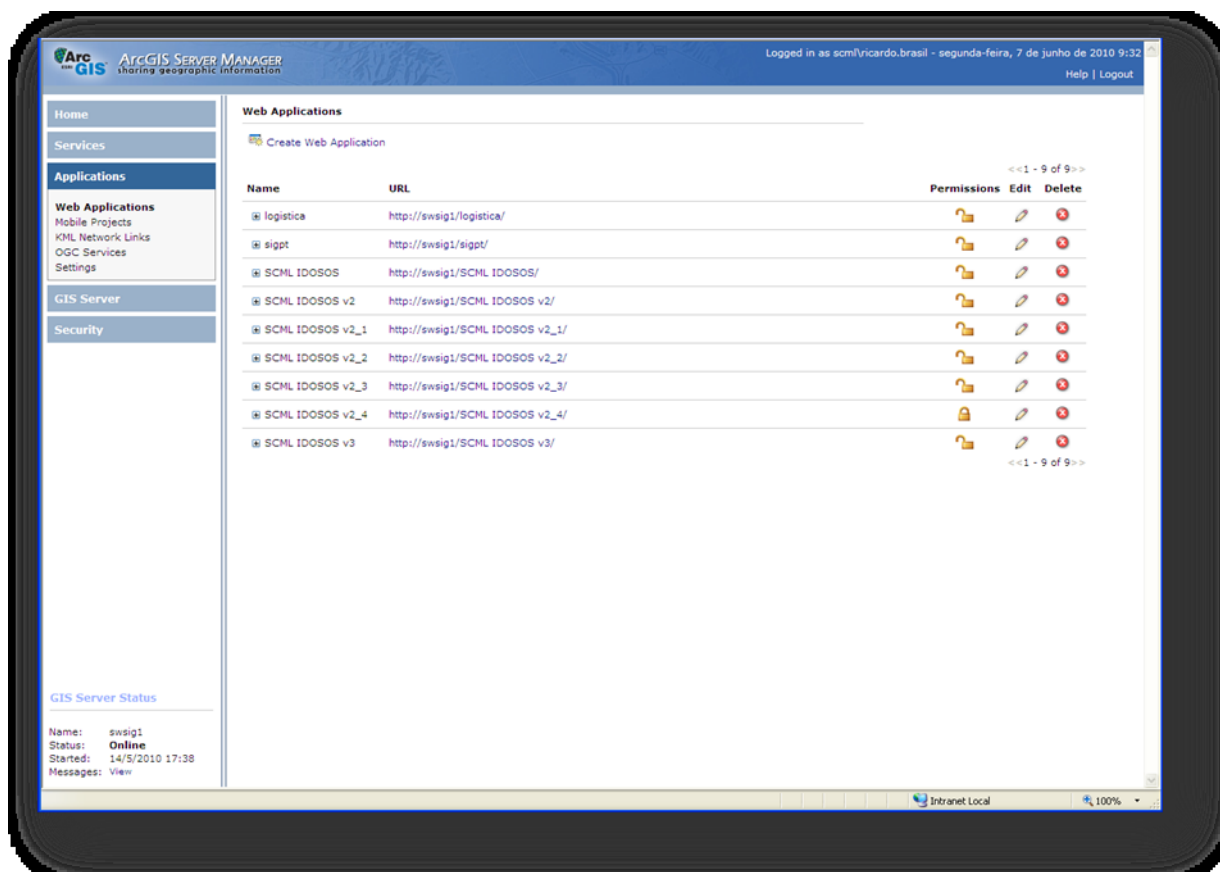 Arc GIS ArcGIS SERVER MANAGER
sharing geographic information
Logged in as scml\ricardo.brasil - segunda-feira, 7 de junho de 2010 9:32
Help | Logout
Home
Services
Applications
Web Applications
Mobile Projects
KML Network Links
OGC Services
Settings
GIS Server
Security
Web Applications
Create Web Application
<<1 - 9 of 9>>
Name URL Permissions Edit Delete
logistica http://swsig1/logistica/
sigpt http://swsig1/sigpt/
SCML IDOSOS http://swsig1/SCML IDOSOS/
SCML IDOSOS v2 http://swsig1/SCML IDOSOS v2/
SCML IDOSOS v2_1 http://swsig1/SCML IDOSOS v2_1/
SCML IDOSOS v2_2 http://swsig1/SCML IDOSOS v2_2/
SCML IDOSOS v2_3 http://swsig1/SCML IDOSOS v2_3/
SCML IDOSOS v2_4 http://swsig1/SCML IDOSOS v2_4/
SCML IDOSOS v3 http://swsig1/SCML IDOSOS v3/
<<1 - 9 of 9>>
GIS Server Status
Name: swsig1
Status: Online
Started: 14/5/2010 17:38
Messages: View
Intranet Local 100%